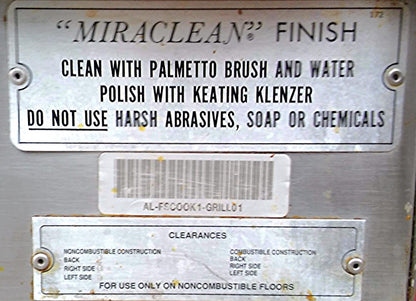 172
"MIRACLEAN"® FINISH
CLEAN WITH PALMETTO BRUSH AND WATER
POLISH WITH KEATING KLENZER
DO NOT USE HARSH ABRASIVES, SOAP OR CHEMICALS
AL-FSCOOK1-GRILL01
CLEARANCES
NONCOMBUSTIBLE CONSTRUCTION COMBUSTIBLE CONSTRUCTION
BACK BACK
RIGHT SIDE RIGHT SIDE
LEFT SIDE LEFT SIDE
FOR USE ONLY ON NONCOMBUSTIBLE FLOORS